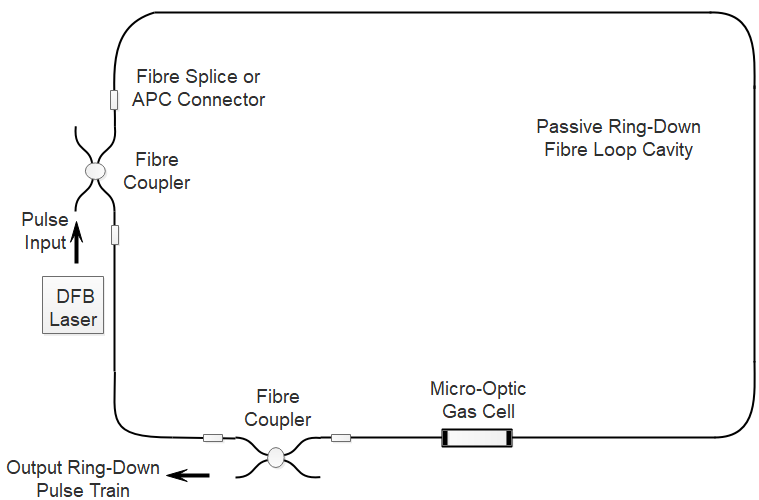 Fibre Splice or
APC Connector
Passive Ring-Down
Fibre Loop Cavity
Fibre
Coupler
Pulse
Input
DFB
Laser
Micro-Optic
Gas Cell
Fibre
Coupler
Output Ring-Down
Pulse Train